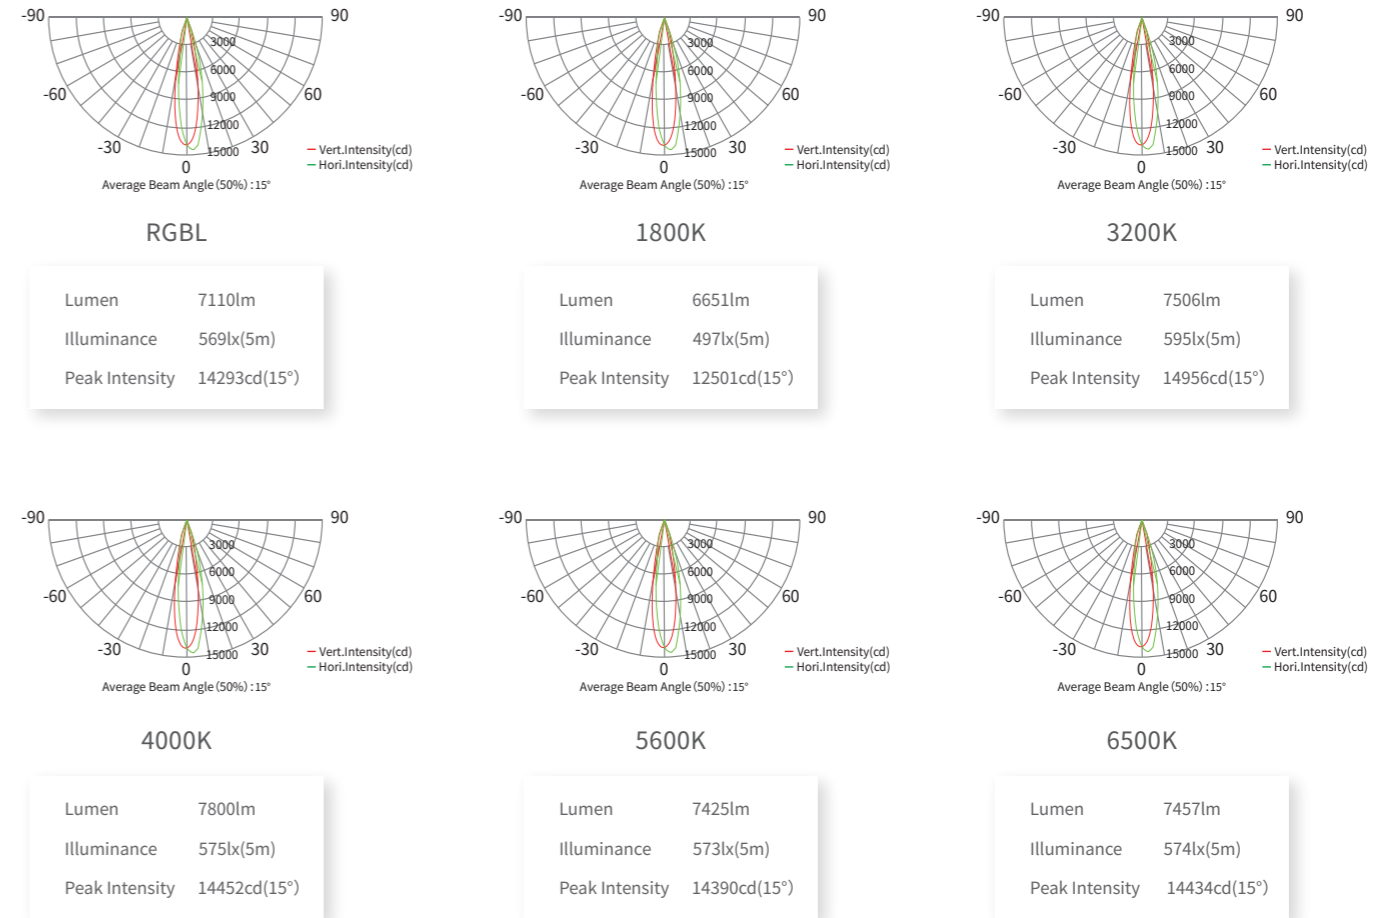 -90 90
3000
6000
-60 9000 60
12000
-30 15000 30
0
Vert.Intensity(cd)
Hori.Intensity(cd)
Average Beam Angle (50%) :15°
RGBL
Lumen 7110lm
Illuminance 569lx(5m)
Peak Intensity 14293cd(15°)
-90 90
3000
6000
-60 9000 60
12000
-30 15000 30
0
Vert.Intensity(cd)
Hori.Intensity(cd)
Average Beam Angle (50%) :15°
1800K
Lumen 6651lm
Illuminance 497lx(5m)
Peak Intensity 12501cd(15°)
-90 90
3000
6000
-60 9000 60
12000
-30 15000 30
0
Vert.Intensity(cd)
Hori.Intensity(cd)
Average Beam Angle (50%) :15°
3200K
Lumen 7506lm
Illuminance 595lx(5m)
Peak Intensity 14956cd(15°)
-90 90
3000
6000
-60 9000 60
12000
-30 15000 30
0
Vert.Intensity(cd)
Hori.Intensity(cd)
Average Beam Angle (50%) :15°
4000K
Lumen 7800lm
Illuminance 575lx(5m)
Peak Intensity 14452cd(15°)
-90 90
3000
6000
-60 9000 60
12000
-30 15000 30
0
Vert.Intensity(cd)
Hori.Intensity(cd)
Average Beam Angle (50%) :15°
5600K
Lumen 7425lm
Illuminance 573lx(5m)
Peak Intensity 14390cd(15°)
-90 90
3000
6000
-60 9000 60
12000
-30 15000 30
0
Vert.Intensity(cd)
Hori.Intensity(cd)
Average Beam Angle (50%) :15°
6500K
Lumen 7457lm
Illuminance 574lx(5m)
Peak Intensity 14434cd(15°)